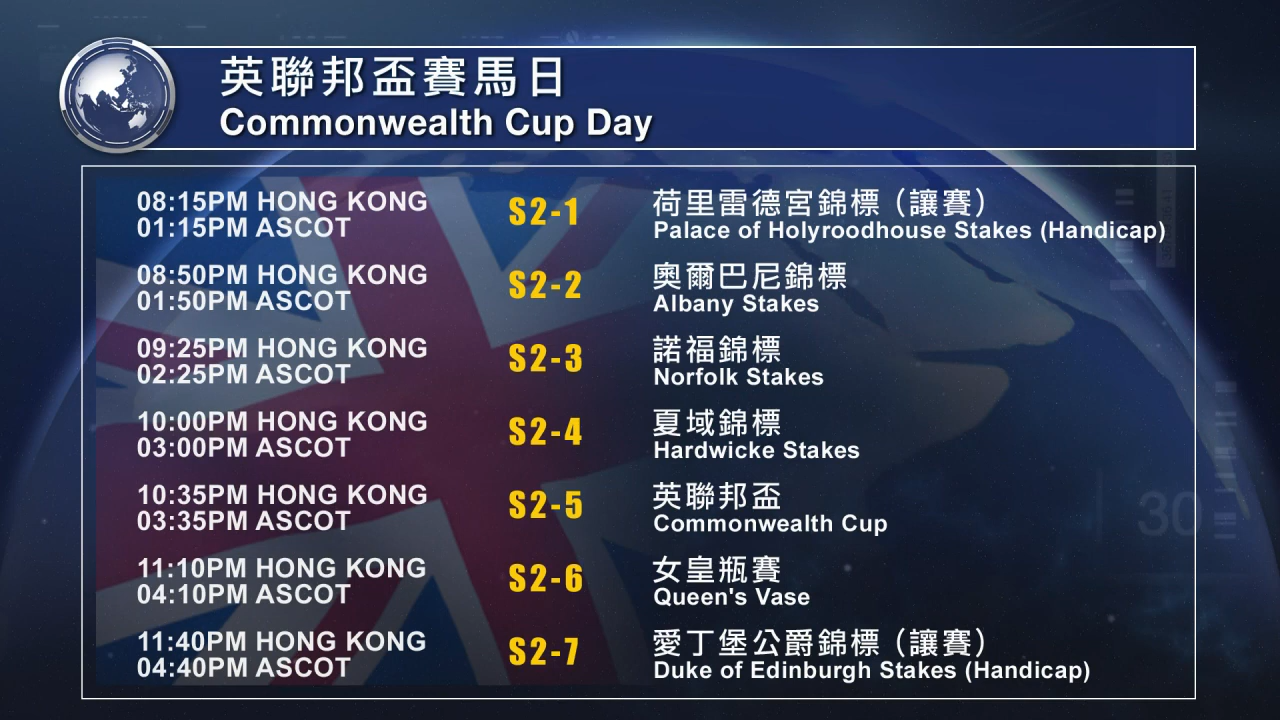 英聯邦盃賽馬日
Commonwealth Cup Day
08:15PM HONG KONG
01:15PM ASCOT
S2-1
荷里雷德宮錦標（讓賽）
Palace of Holyroodhouse Stakes (Handicap)
08:50PM HONG KONG
01:50PM ASCOT
S2-2
奧爾巴尼錦標
Albany Stakes
09:25PM HONG KONG
02:25PM ASCOT
S2-3
諾福錦標
Norfolk Stakes
10:00PM HONG KONG
03:00PM ASCOT
S2-4
夏域錦標
Hardwicke Stakes
10:35PM HONG KONG
03:35PM ASCOT
S2-5
英聯邦盃
Commonwealth Cup
30
11:10PM HONG KONG
04:10PM ASCOT
S2-6
女皇瓶賽
Queen's Vase
11:40PM HONG KONG
04:40PM ASCOT
S2-7
愛丁堡公爵錦標（讓賽）
Duke of Edinburgh Stakes (Handicap)